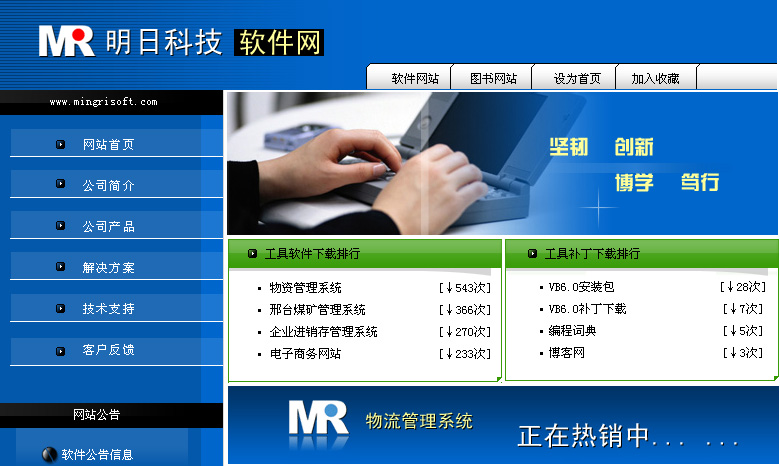 MR 明日科技 软件网
软件网站 图书网站 设为首页 加入收藏
www.mingrisoft.com
网站首页
公司简介
公司产品
解决方案
技术支持
客户反馈
网站公告
软件公告信息
坚韧 创新
博学 笃行
工具软件下载排行
物资管理系统 [↓543次]
邢台煤矿管理系统 [↓366次]
企业进销存管理系统 [↓270次]
电子商务网站 [↓233次]
工具补丁下载排行
VB6.0安装包 [↓28次]
VB6.0补丁下载 [↓7次]
编程词典 [↓5次]
博客网 [↓3次]
MR 物流管理系统
正在热销中... ...